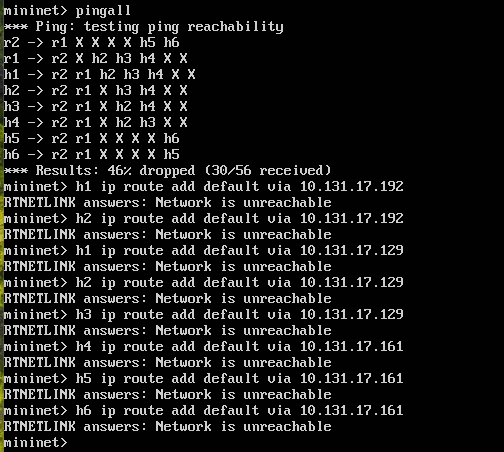 mininet> pingall
*** Ping: testing ping reachability
r2 -> r1 X X X X h5 h6
r1 -> r2 X h2 h3 h4 X X
h1 -> r2 r1 h2 h3 h4 X X
h2 -> r2 r1 X h3 h4 X X
h3 -> r2 r1 X h2 h4 X X
h4 -> r2 r1 X h2 h3 X X
h5 -> r2 r1 X X X X h6
h6 -> r2 r1 X X X X h5
*** Results: 46% dropped (30/56 received)
mininet> h1 ip route add default via 10.131.17.192
RTNETLINK answers: Network is unreachable
mininet> h2 ip route add default via 10.131.17.192
RTNETLINK answers: Network is unreachable
mininet> h1 ip route add default via 10.131.17.129
RTNETLINK answers: Network is unreachable
mininet> h2 ip route add default via 10.131.17.129
RTNETLINK answers: Network is unreachable
mininet> h3 ip route add default via 10.131.17.129
RTNETLINK answers: Network is unreachable
mininet> h4 ip route add default via 10.131.17.161
RTNETLINK answers: Network is unreachable
mininet> h5 ip route add default via 10.131.17.161
RTNETLINK answers: Network is unreachable
mininet> h6 ip route add default via 10.131.17.161
RTNETLINK answers: Network is unreachable
mininet>